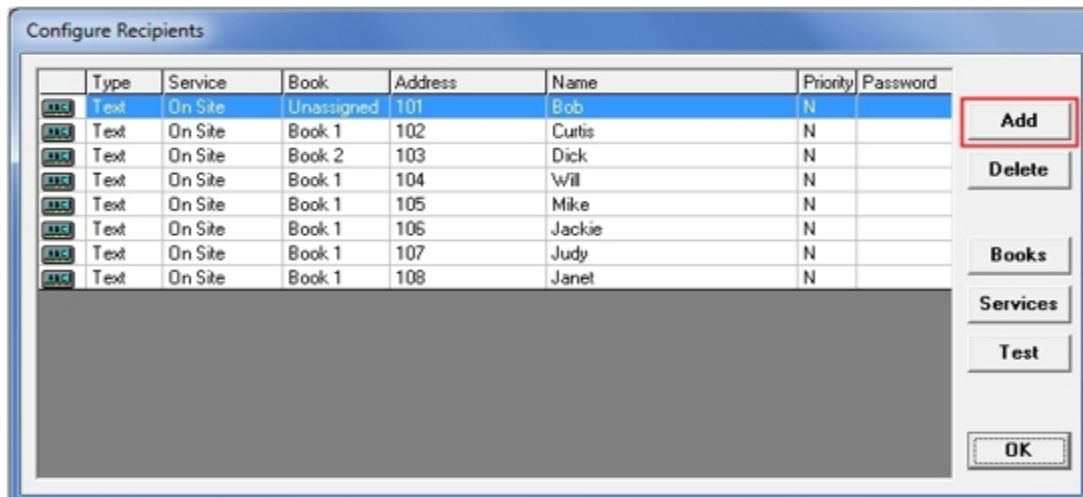 Configure Recipients
Type Service Book Address Name Priority Password
Text On Site Unassigned 101 Bob N
Text On Site Book 1 102 Curtis N
Text On Site Book 2 103 Dick N
Text On Site Book 1 104 Will N
Text On Site Book 1 105 Mike N
Text On Site Book 1 106 Jackie N
Text On Site Book 1 107 Judy N
Text On Site Book 1 108 Janet N
Add
Delete
Books
Services
Test
OK